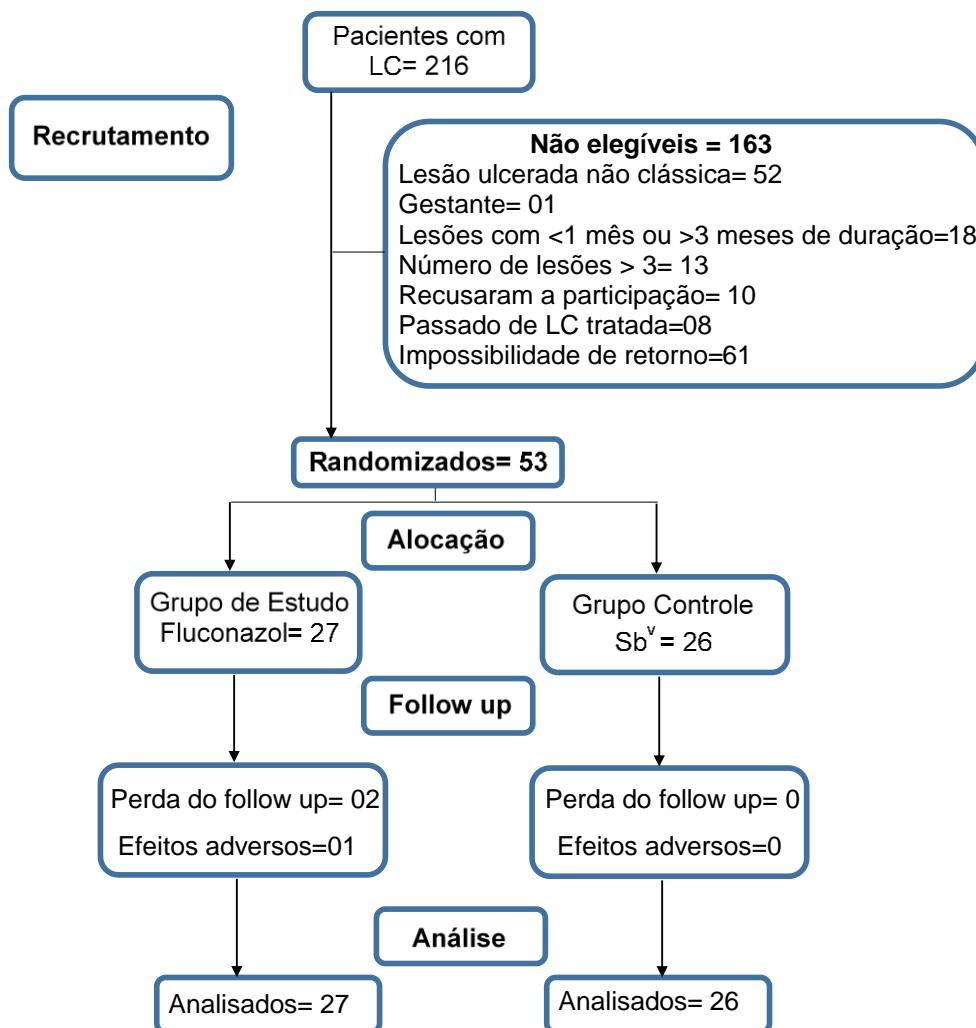 Pacientes com
LC= 216
Recrutamento
Não elegíveis = 163
Lesão ulcerada não clássica= 52
Gestante= 01
Lesões com <1 mês ou >3 meses de duração=18
Número de lesões > 3= 13
Recusaram a participação= 10
Passado de LC tratada=08
Impossibilidade de retorno=61
Randomizados= 53
Alocação
Grupo de Estudo
Fluconazol= 27
Grupo Controle
Sbᵛ = 26
Follow up
Perda do follow up= 02
Efeitos adversos=01
Perda do follow up= 0
Efeitos adversos=0
Análise
Analisados= 27
Analisados= 26